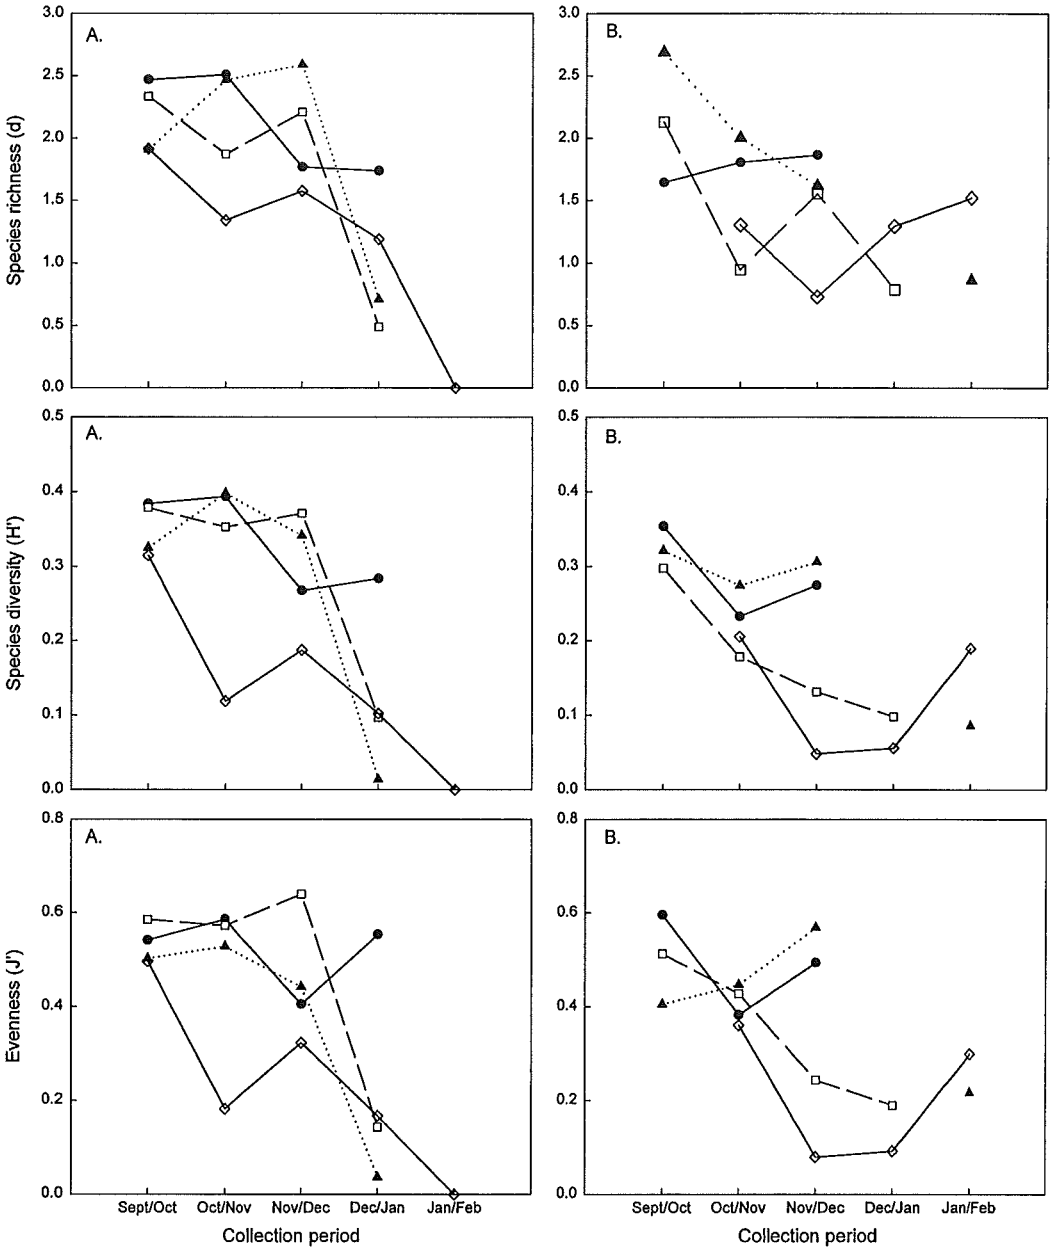 A.
B.
Species richness (d)
3.0
2.5
2.0
1.5
1.0
0.5
0.0
3.0
2.5
2.0
1.5
1.0
0.5
0.0
A.
B.
Species diversity (H')
0.5
0.4
0.3
0.2
0.1
0.0
0.5
0.4
0.3
0.2
0.1
0.0
A.
B.
Evenness (J')
0.8
0.6
0.4
0.2
0.0
0.8
0.6
0.4
0.2
0.0
Sept/Oct Oct/Nov Nov/Dec Dec/Jan Jan/Feb
Sept/Oct Oct/Nov Nov/Dec Dec/Jan Jan/Feb
Collection period
Collection period